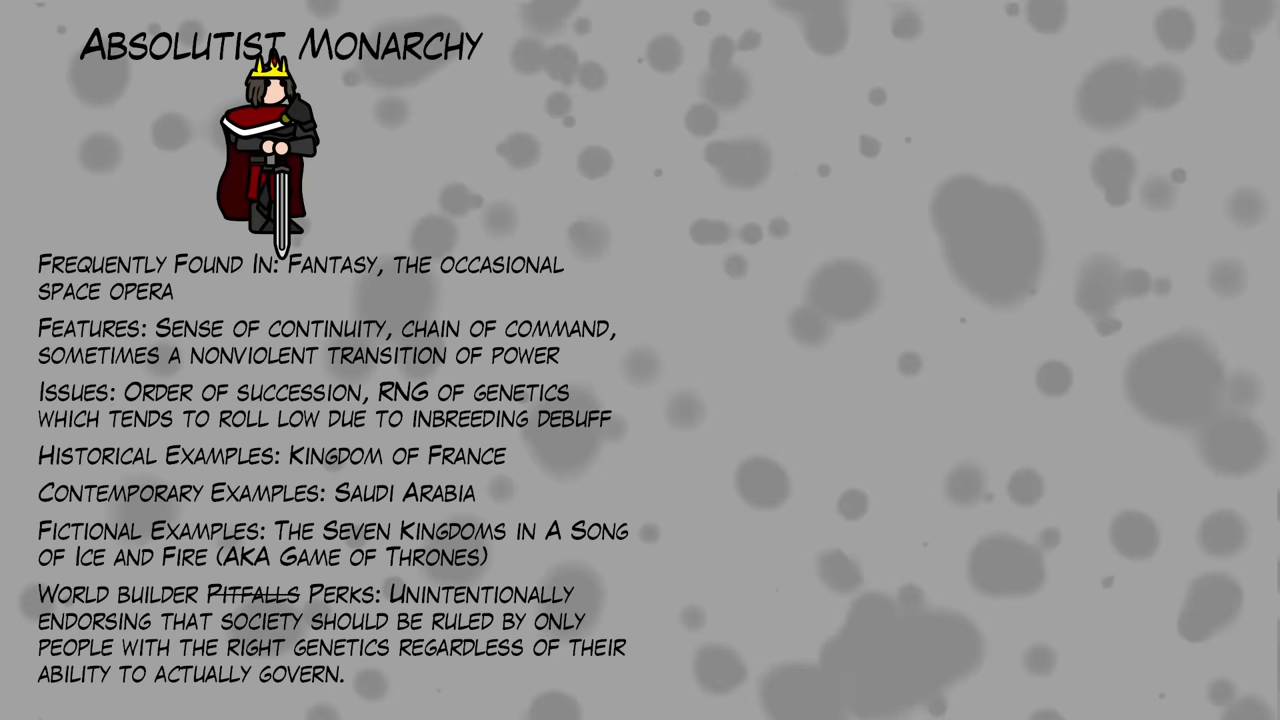 Absolutist Monarchy
Frequently Found In: Fantasy, the occasional
space opera
Features: Sense of continuity, chain of command,
sometimes a nonviolent transition of power
Issues: Order of succession, RNG of genetics
which tends to roll low due to inbreeding debuff
Historical Examples: Kingdom of France
Contemporary Examples: Saudi Arabia
Fictional Examples: The Seven Kingdoms in A Song
of Ice and Fire (AKA Game of Thrones)
World builder Pitfalls Perks: Unintentionally
endorsing that society should be ruled by only
people with the right genetics regardless of their
ability to actually govern.